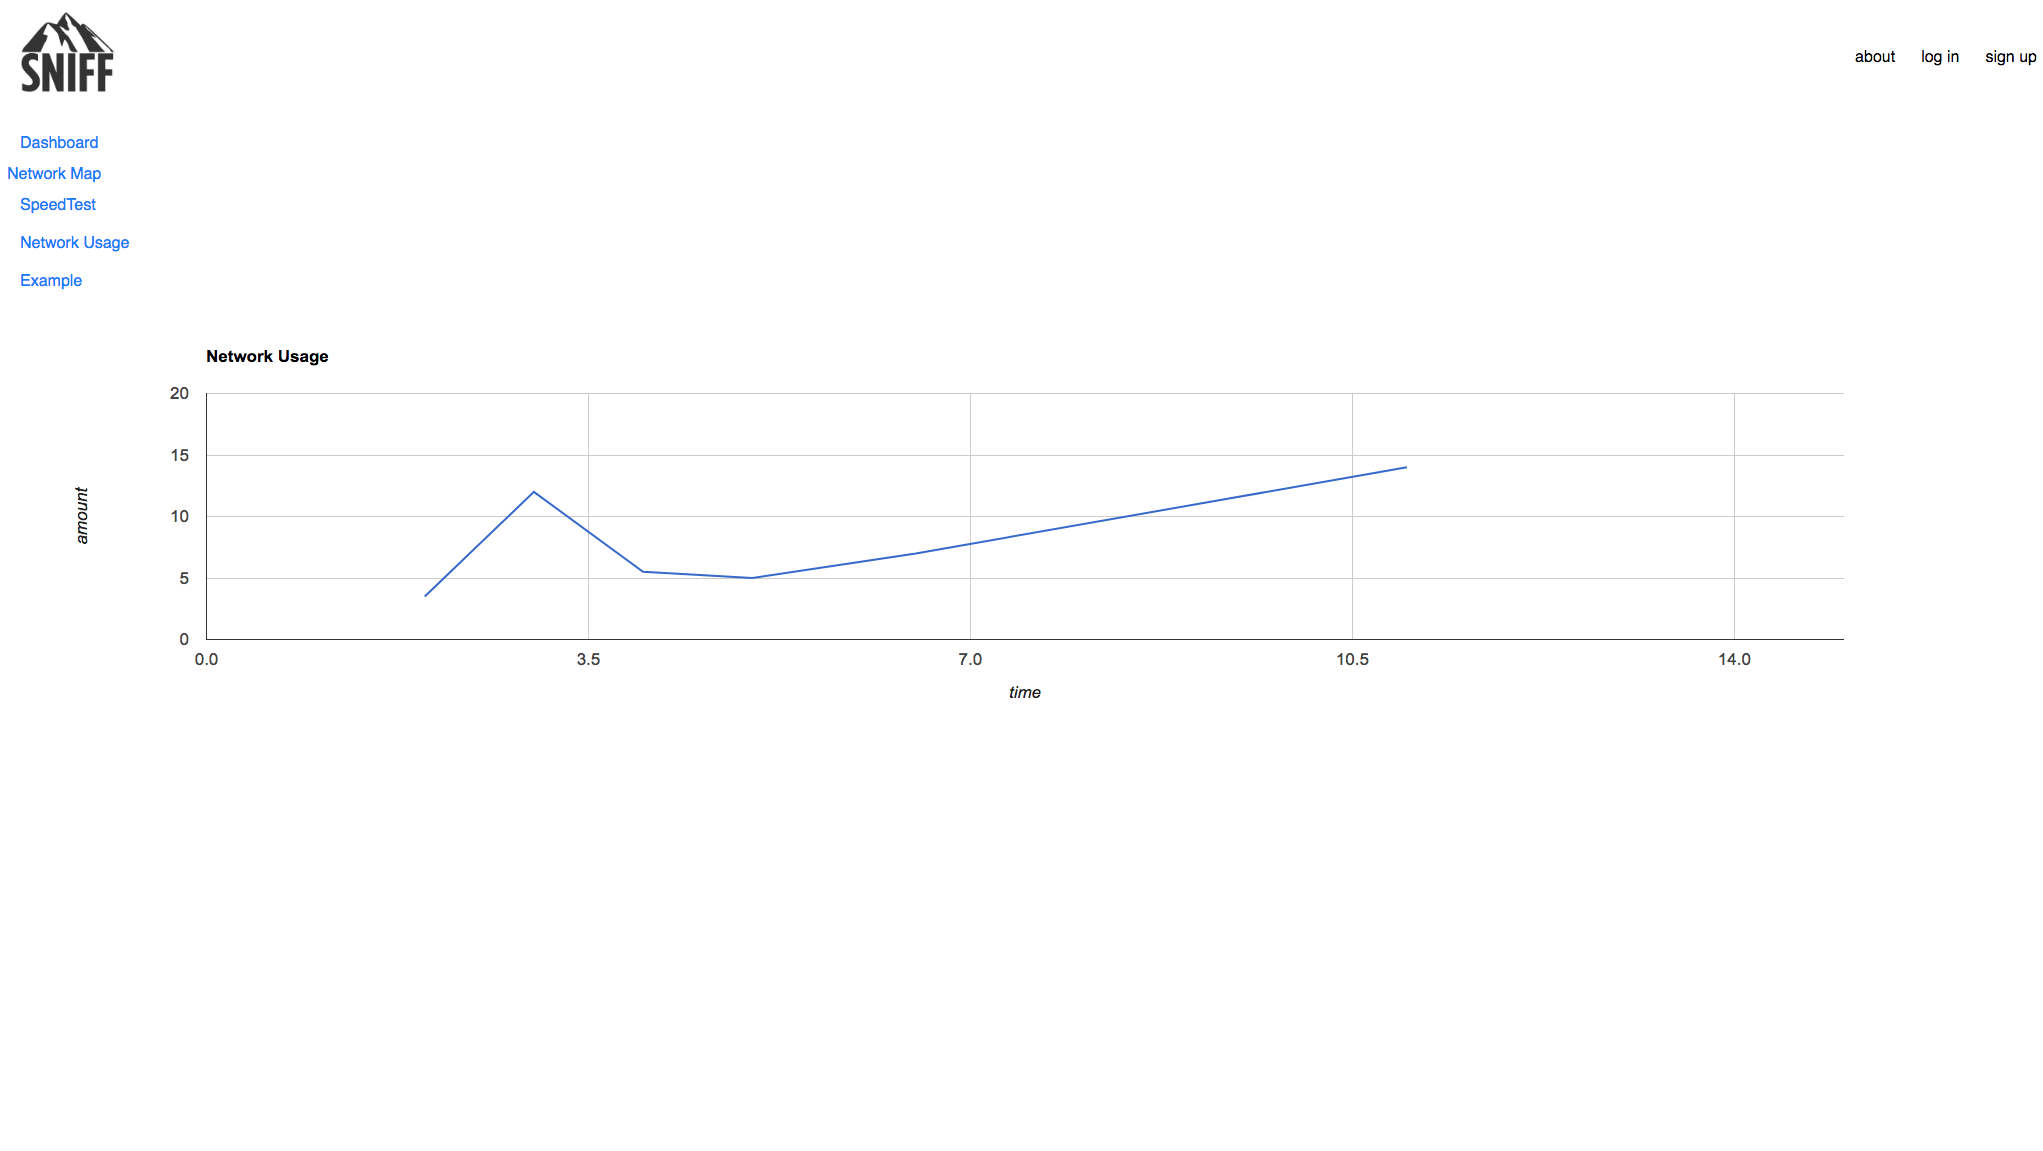 SNIFF
about log in sign up
Dashboard
Network Map
SpeedTest
Network Usage
Example
Network Usage
20
15
10
5
0
amount
0.0 3.5 7.0 10.5 14.0
time